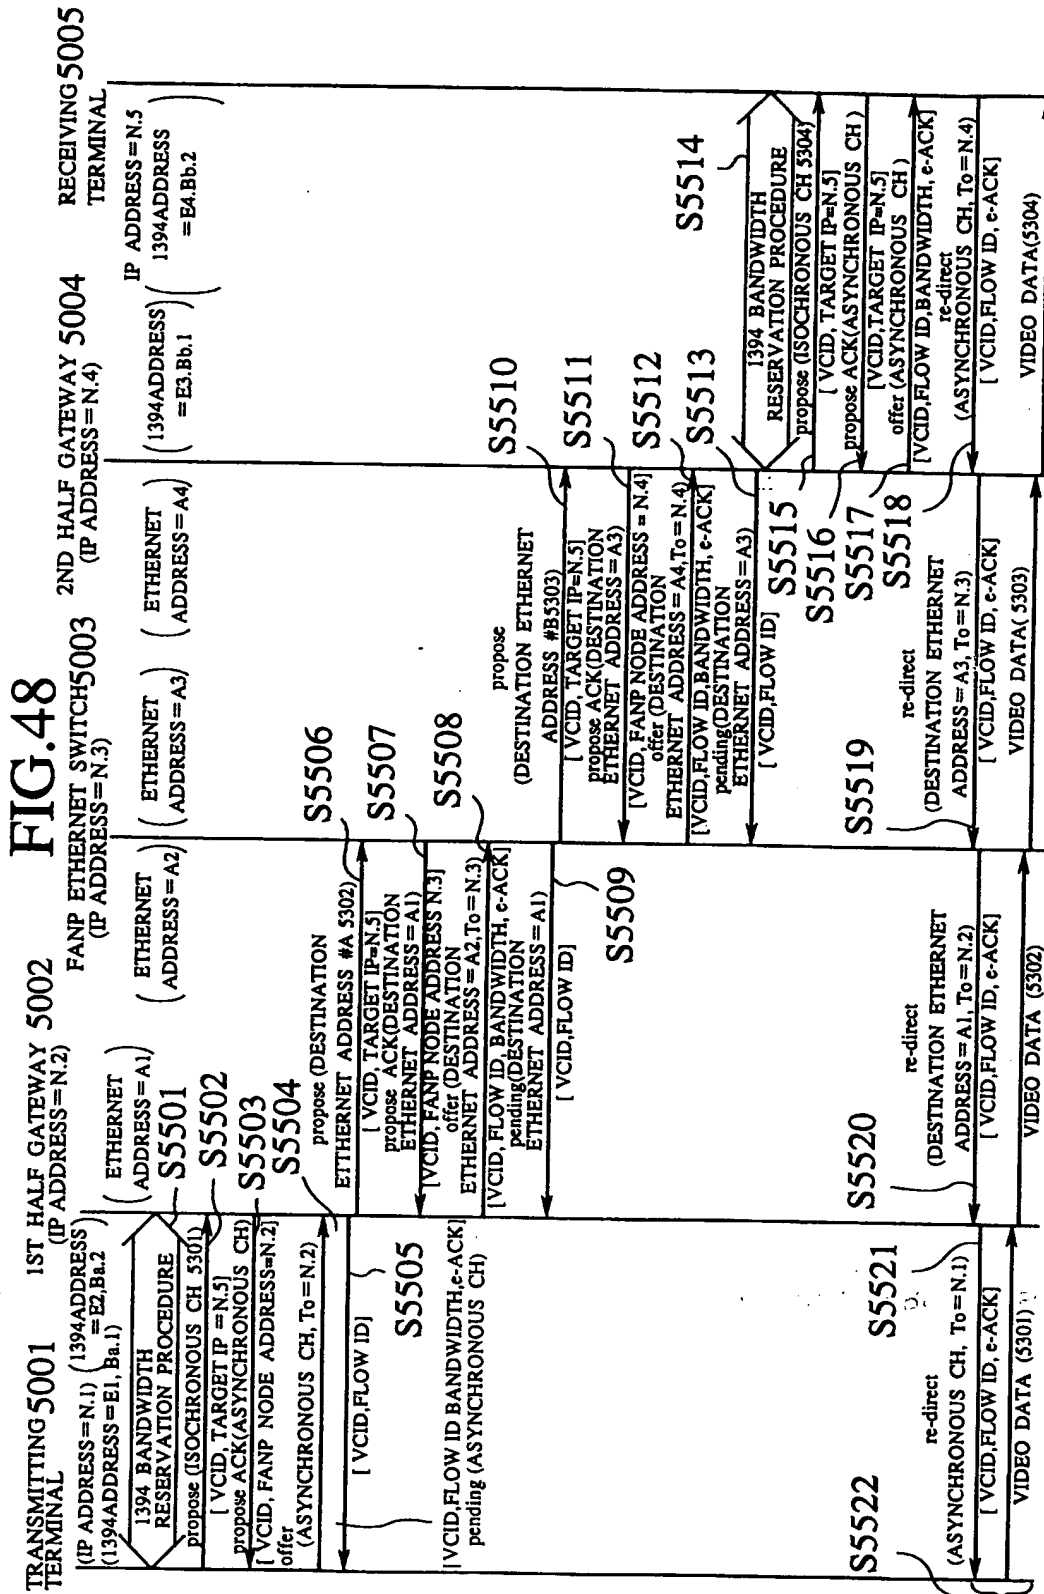 FIG.48
TRANSMITTING 5001
TERMINAL
(IP ADDRESS=N.1)
(1394ADDRESS=E1, Ba.1)
1ST HALF GATEWAY 5002
(IP ADDRESS=N.2)
(1394ADDRESS
=E2,Ba.2
(ETHERNET
ADDRESS=A1)
FANP ETHERNET SWITCH5003
(IP ADDRESS=N.3)
(ETHERNET
ADDRESS=A2)
(ETHERNET
ADDRESS=A3)
2ND HALF GATEWAY 5004
(IP ADDRESS=N.4)
(ETHERNET
ADDRESS=A4)
(1394ADDRESS
=E3.Bb.1)
RECEIVING 5005
TERMINAL
IP ADDRESS=N.5
(1394ADDRESS
=E4.Bb.2)
1394 BANDWIDTH
RESERVATION PROCEDURE
S5501
propose (ISOCHRONOUS CH 5301)
S5502
[ VCID, TARGET IP =N.5]
propose ACK(ASYNCHRONOUS CH)
S5503
[ VCID, FANP NODE ADDRESS=N.2]
offer
(ASYNCHRONOUS CH, To=N.2)
S5504
[ VCID,FLOW ID]
S5505
[VCID,FLOW ID BANDWIDTH,e-ACK]
pending (ASYNCHRONOUS CH)
propose (DESTINATION
ETTHERNET ADDRESS #A 5302)
S5506
[ VCID, TARGET IP=N.5]
propose ACK(DESTINATION
ETHERNET ADDRESS=A1)
S5507
[VCID, FANP NODE ADDRESS N.3]
offer (DESTINATION
ETHERNET ADDRESS=A2,To=N.3)
S5508
[ VCID, FLOW ID, BANDWIDTH, e-ACK]
pending(DESTINATION
ETHERNET ADDRESS=A1)
S5509
[ VCID,FLOW ID]
propose
(DESTINATION ETHERNET
ADDRESS #B5303)
S5510
[ VCID, TARGET IP=N.5]
propose ACK(DESTINATION
ETHERNET ADDRESS=A3)
S5511
[VCID, FANP NODE ADDRESS = N.4]
offer (DESTINATION
ETHERNET ADDRESS=A4,To=N.4)
S5512
[VCID,FLOW ID,BANDWIDTH, e-ACK]
pending(DESTINATION
ETHERNET ADDRESS=A3)
S5513
[ VCID,FLOW ID]
S5514
1394 BANDWIDTH
RESERVATION PROCEDURE
propose (ISOCHRONOUS CH 5304)
S5515
[ VCID, TARGET IP=N.5]
propose ACK(ASYNCHRONOUS CH )
S5516
[VCID,TARGET IP=N.5]
offer (ASYNCHRONOUS CH )
S5517
[VCID,FLOW ID,BANDWIDTH, e-ACK]
re-direct
(ASYNCHRONOUS CH, To=N.4)
S5518
[ VCID,FLOW ID, e-ACK]
VIDEO DATA(5304)
re-direct
(DESTINATION ETHERNET
ADDRESS=A3, To=N.3)
S5519
[ VCID,FLOW ID, e-ACK]
VIDEO DATA( 5303)
re-direct
(DESTINATION ETHERNET
ADDRESS=A1, To=N.2)
S5520
[ VCID,FLOW ID, e-ACK]
VIDEO DATA (5302)
re-direct
(ASYNCHRONOUS CH, To=N.1)
S5521
[ VCID,FLOW ID, e-ACK]
VIDEO DATA (5301)
S5522